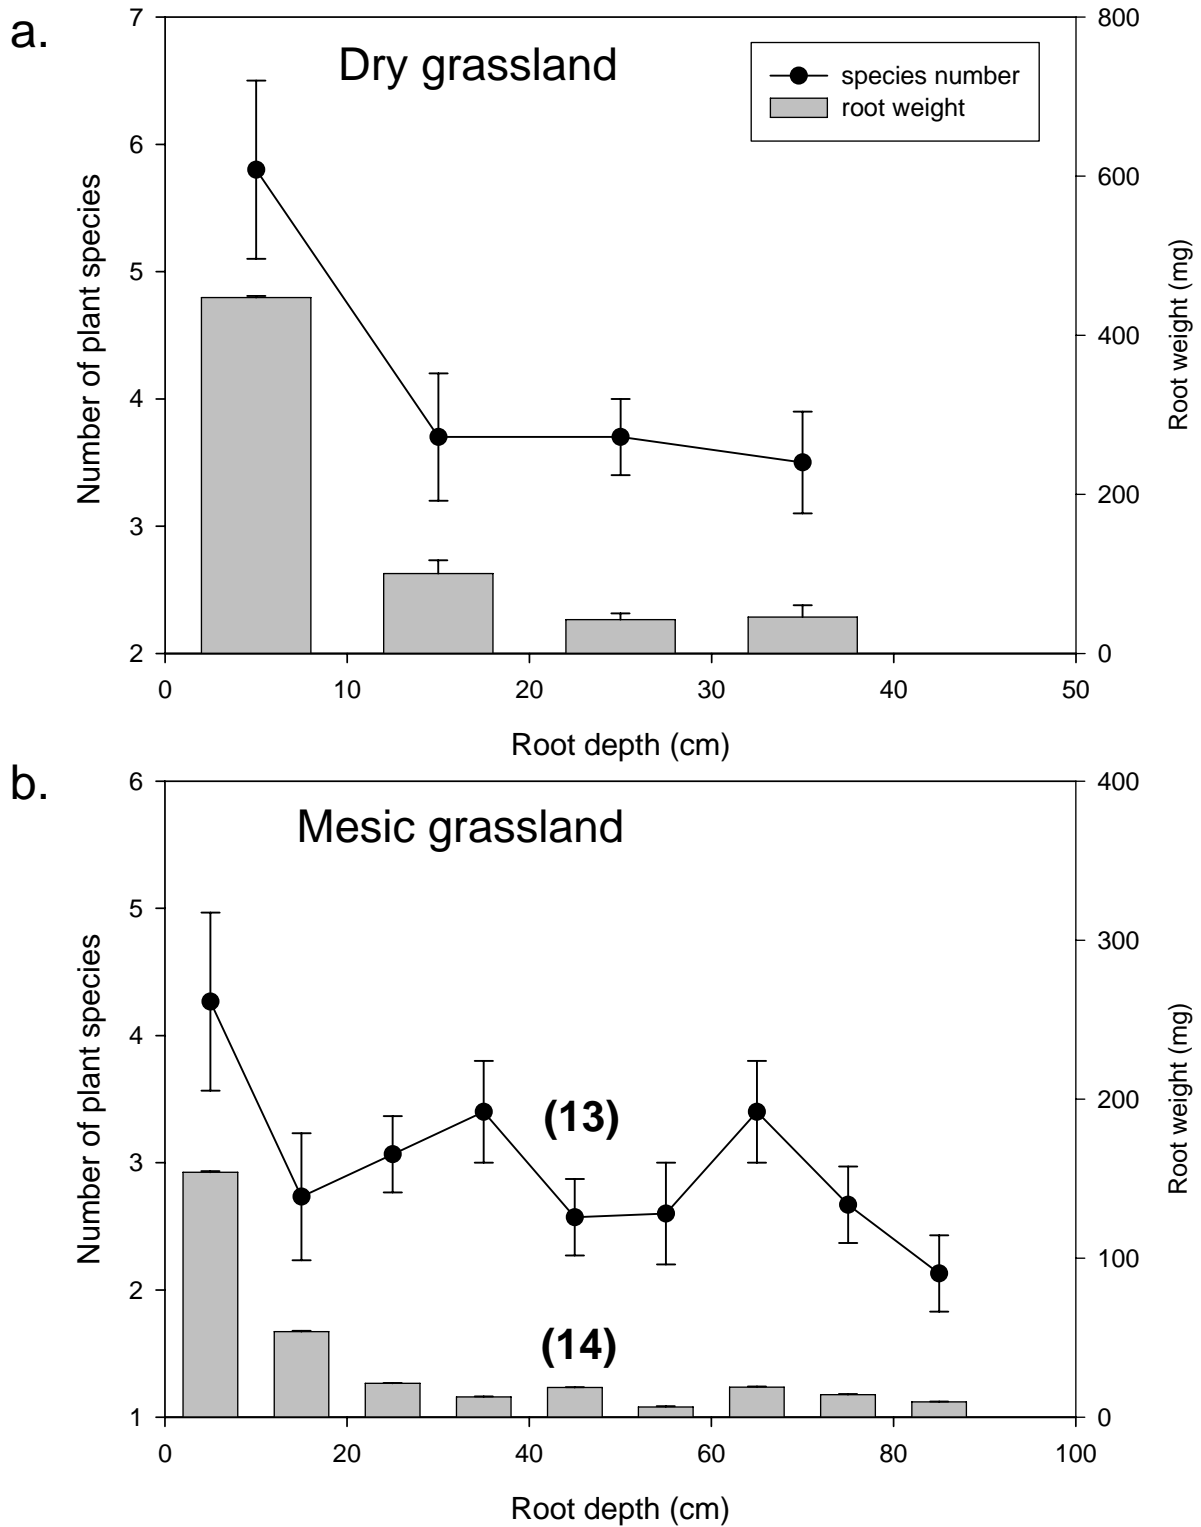 a.
Dry grassland
species number
root weight
7
6
5
4
3
2
Number of plant species
800
600
400
200
0
Root weight (mg)
0 10 20 30 40 50
Root depth (cm)
b.
Mesic grassland
6
5
4
3
2
1
Number of plant species
400
300
200
100
0
Root weight (mg)
(13)
(14)
0 20 40 60 80 100
Root depth (cm)